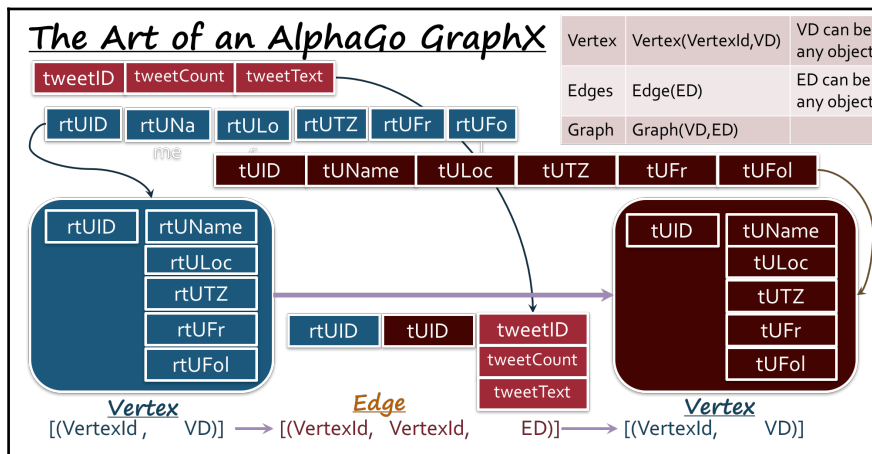 The Art of an AlphaGo GraphX
Vertex Vertex(VertexId,VD) VD can be any object
Edges Edge(ED) ED can be any object
Graph Graph(VD,ED)
tweetID tweetCount tweetText
rtUID rtUNa me rtULo rtUTZ rtUFr rtUFo l
tUID tUName tULoc tUTZ tUFr tUFol
rtUID rtUName
rtULoc
rtUTZ
rtUFr
rtUFol
rtUID tUID tweetID
tweetCount
tweetText
tUID tUName
tULoc
tUTZ
tUFr
tUFol
Vertex
[(VertexId, VD)]
Edge
[(VertexId, VertexId, ED)]
Vertex
[(VertexId, VD)]